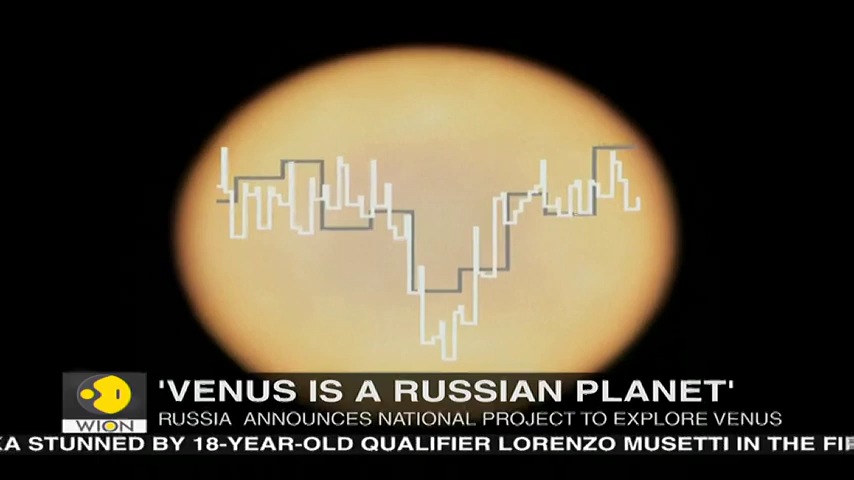 'VENUS IS A RUSSIAN PLANET'
RUSSIA ANNOUNCES NATIONAL PROJECT TO EXPLORE VENUS
WION
STUNNED BY 18-YEAR-OLD QUALIFIER LORENZO MUSETTI IN THE